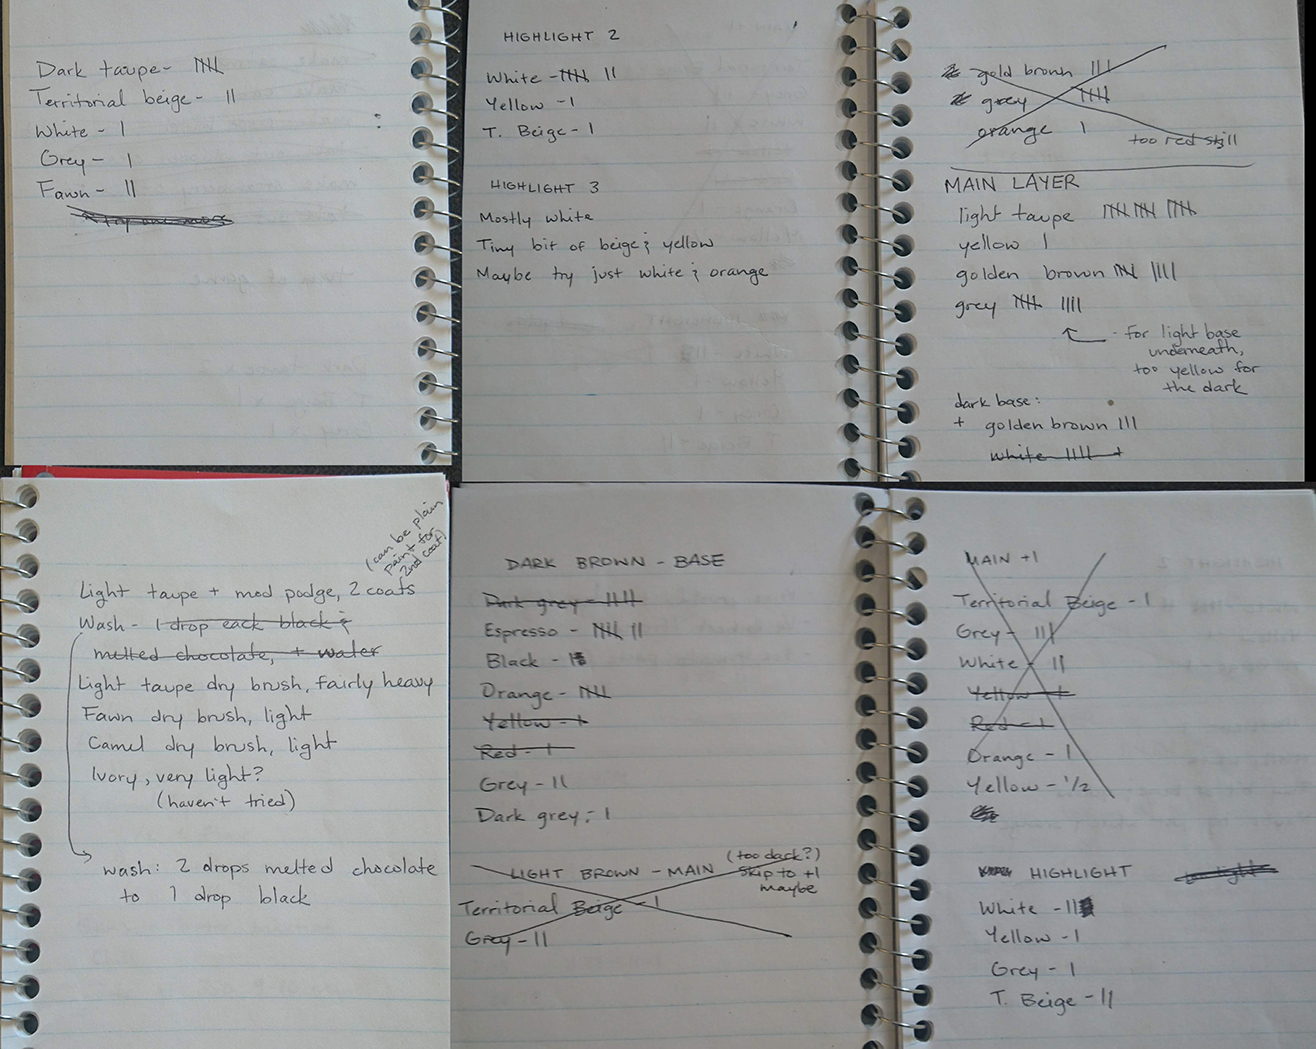 Dark taupe - 𝍸
Territorial beige - ||
White - |
Grey - |
Fawn - ||
HIGHLIGHT 2
White - 𝍸 ||
Yellow - 1
T. Beige - 1
HIGHLIGHT 3
Mostly white
Tiny bit of beige & yellow
Maybe try just white & orange
gold brown |||
grey 𝍸
orange 1
too red still
MAIN LAYER
light taupe 𝍸 𝍸 𝍸
yellow 1
golden brown 𝍸 ||||
grey 𝍸 ||||
- for light base
underneath,
too yellow for
the dark
dark base:
+ golden brown |||
white |||| +
(can be plain
paint for
2nd coat)
Light taupe + mod podge, 2 coats
Wash - 1 drop each black &
melted chocolate, + water
Light taupe dry brush, fairly heavy
Fawn dry brush, light
Camel dry brush, light
Ivory, very light?
(haven't tried)
wash: 2 drops melted chocolate
to 1 drop black
DARK BROWN - BASE
Dark grey - ||||
Espresso - 𝍸 ||
Black - |
Orange - 𝍸
Yellow - 1
Red - 1
Grey - ||
Dark grey - 1
LIGHT BROWN - MAIN
(too dark?)
skip to +1
maybe
Territorial Beige - 1
Grey - ||
MAIN +1
Territorial Beige - 1
Grey - |||
White - ||
Yellow - 1
Red - 1
Orange - 1
Yellow - 1/2
HIGHLIGHT
White - ||
Yellow - 1
Grey - 1
T. Beige - ||